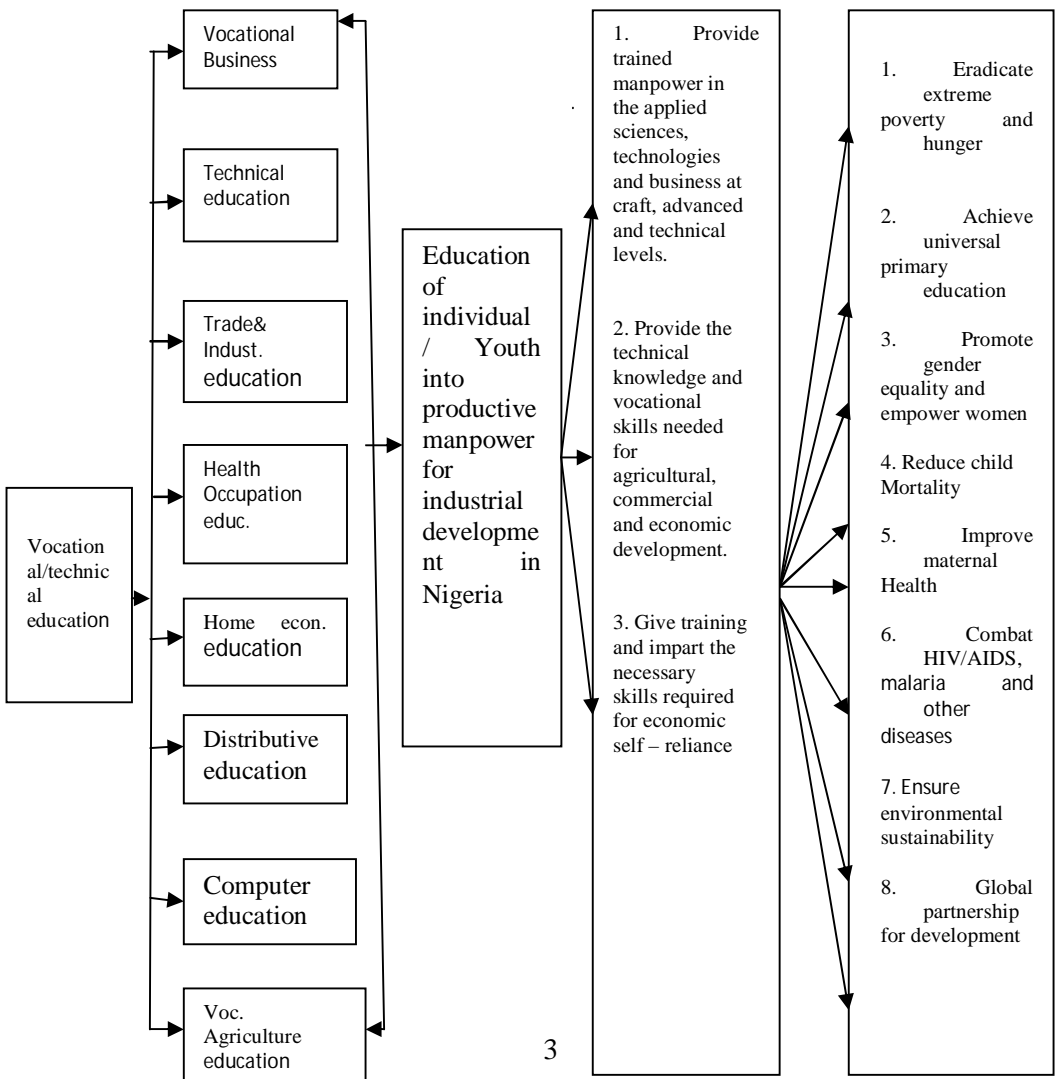 Vocation
al/technic
al
education
Vocational
Business
Technical
education
Trade&
Indust.
education
Health
Occupation
educ.
Home econ.
education
Distributive
education
Computer
education
Voc.
Agriculture
education
Education
of
individual
/ Youth
into
productive
manpower
for
industrial
developme
nt in
Nigeria
1. Provide
trained
manpower in
the applied
sciences,
technologies
and business at
craft, advanced
and technical
levels.
2. Provide the
technical
knowledge and
vocational
skills needed
for
agricultural,
commercial
and economic
development.
3. Give training
and impart the
necessary
skills required
for economic
self – reliance
1. Eradicate
extreme
poverty and
hunger
2. Achieve
universal
primary
education
3. Promote
gender
equality and
empower women
4. Reduce child
Mortality
5. Improve
maternal
Health
6. Combat
HIV/AIDS,
malaria and
other
diseases
7. Ensure
environmental
sustainability
8. Global
partnership
for development
3